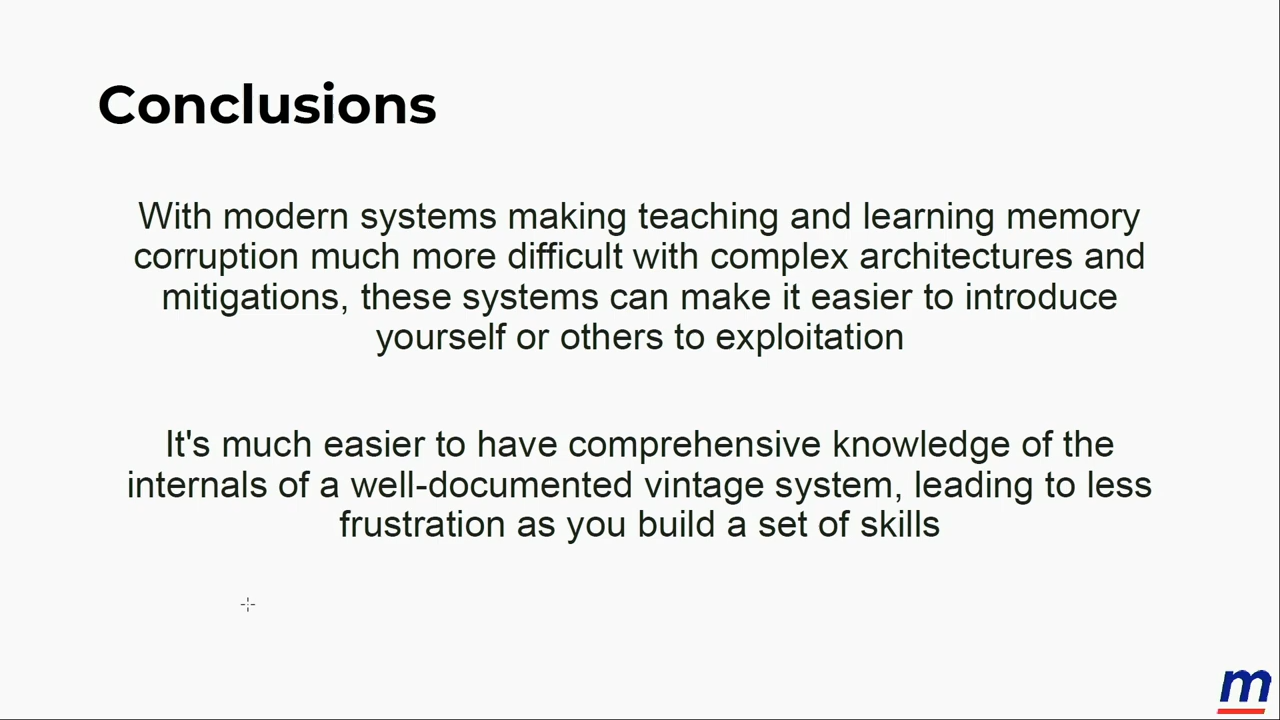 Conclusions
With modern systems making teaching and learning memory
corruption much more difficult with complex architectures and
mitigations, these systems can make it easier to introduce
yourself or others to exploitation
It's much easier to have comprehensive knowledge of the
internals of a well-documented vintage system, leading to less
frustration as you build a set of skills
m